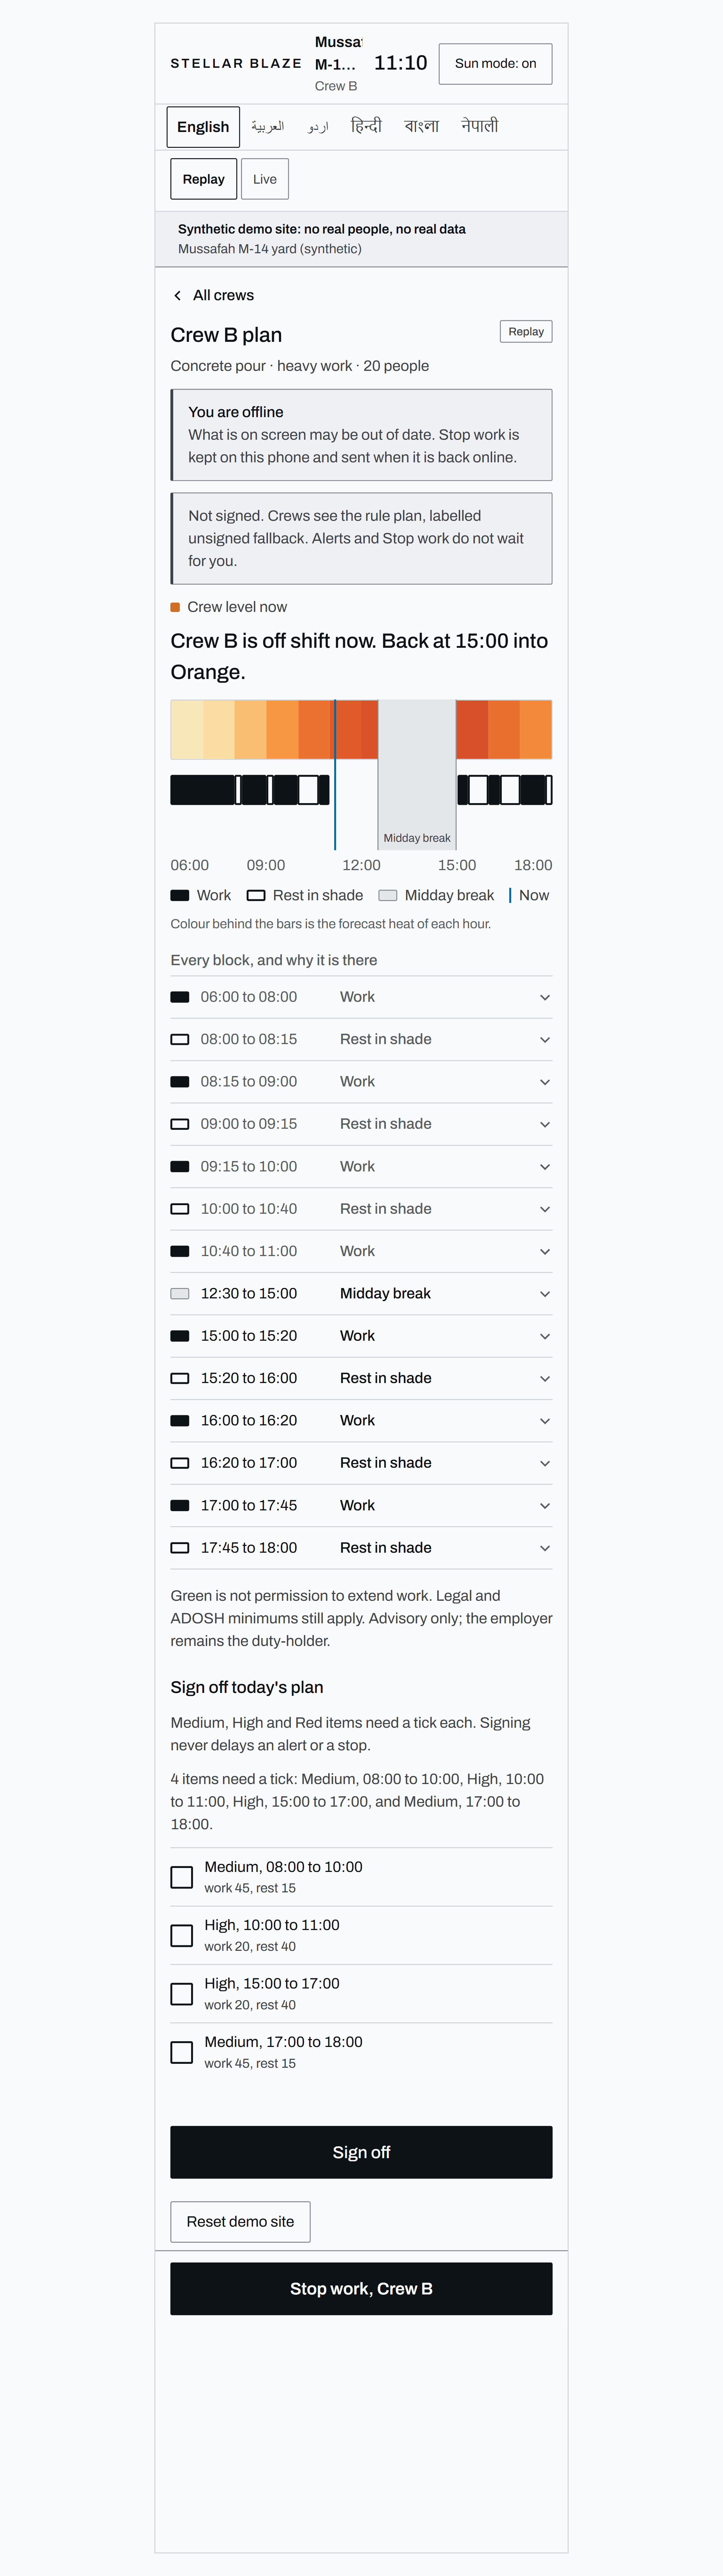 STELLAR BLAZE
M-1...
Crew B
11:10
Sun mode: on
English
العربية
اردو
हिन्दी
বাংলা
नेपाली
Replay
Live
Synthetic demo site: no real people, no real data
Mussafah M-14 yard (synthetic)
All crews
Crew B plan
Replay
Concrete pour · heavy work · 20 people
You are offline
What is on screen may be out of date. Stop work is
kept on this phone and sent when it is back online.
Not signed. Crews see the rule plan, labelled
unsigned fallback. Alerts and Stop work do not wait
for you.
Crew level now
Crew B is off shift now. Back at 15:00 into
Orange.
Midday break
06:00 09:00 12:00 15:00 18:00
Work Rest in shade Midday break Now
Colour behind the bars is the forecast heat of each hour.
Every block, and why it is there
06:00 to 08:00 Work
08:00 to 08:15 Rest in shade
08:15 to 09:00 Work
09:00 to 09:15 Rest in shade
09:15 to 10:00 Work
10:00 to 10:40 Rest in shade
10:40 to 11:00 Work
12:30 to 15:00 Midday break
15:00 to 15:20 Work
15:20 to 16:00 Rest in shade
16:00 to 16:20 Work
16:20 to 17:00 Rest in shade
17:00 to 17:45 Work
17:45 to 18:00 Rest in shade
Green is not permission to extend work. Legal and
ADOSH minimums still apply. Advisory only; the employer
remains the duty-holder.
Sign off today's plan
Medium, High and Red items need a tick each. Signing
never delays an alert or a stop.
4 items need a tick: Medium, 08:00 to 10:00, High, 10:00
to 11:00, High, 15:00 to 17:00, and Medium, 17:00 to
18:00.
Medium, 08:00 to 10:00
work 45, rest 15
High, 10:00 to 11:00
work 20, rest 40
High, 15:00 to 17:00
work 20, rest 40
Medium, 17:00 to 18:00
work 45, rest 15
Sign off
Reset demo site
Stop work, Crew B